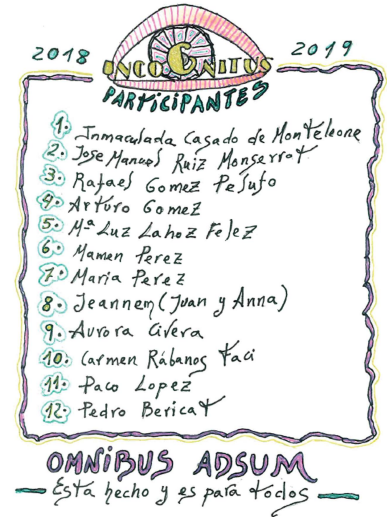 2018 INCOGNITUS 2019
PARTICIPANTES
1. Inmaculada Casado de Monteleone
2. Jose Manuel Ruiz Monserrat
3. Rafael Gomez Pesuto
4. Arturo Gomez
5. Mª Luz Lahoz Felez
6. Mamen Perez
7. Maria Perez
8. Jeannem (Juan y Anna)
9. Aurora Civera
10. Carmen Rábanos Faci
11. Paco Lopez
12. Pedro Bericat
OMNIBUS ADSUM
Esta hecho y es para todos